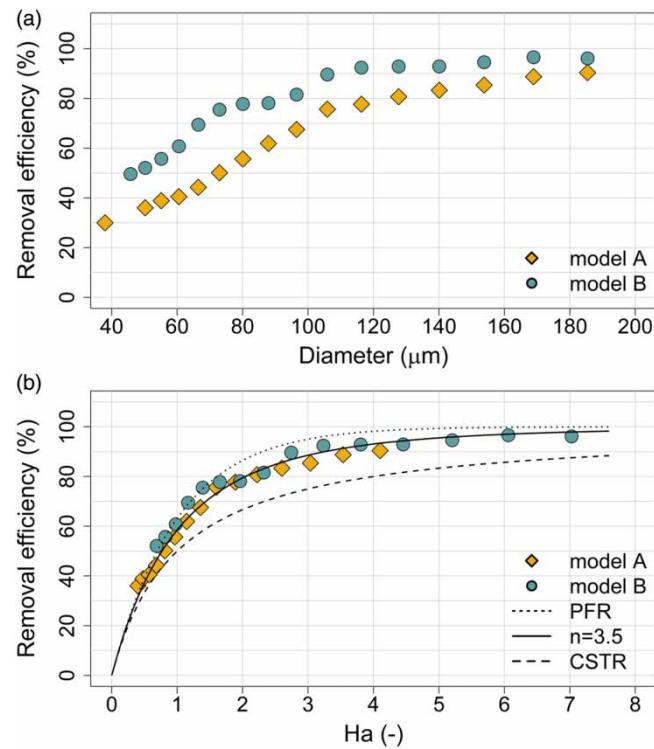 (a)
Removal efficiency (%)
100
80
60
40
20
0
40 60 80 100 120 140 160 180 200
Diameter (μm)
model A
model B
(b)
Removal efficiency (%)
100
80
60
40
20
0
0 1 2 3 4 5 6 7 8
Ha (-)
model A
model B
PFR
n=3.5
CSTR